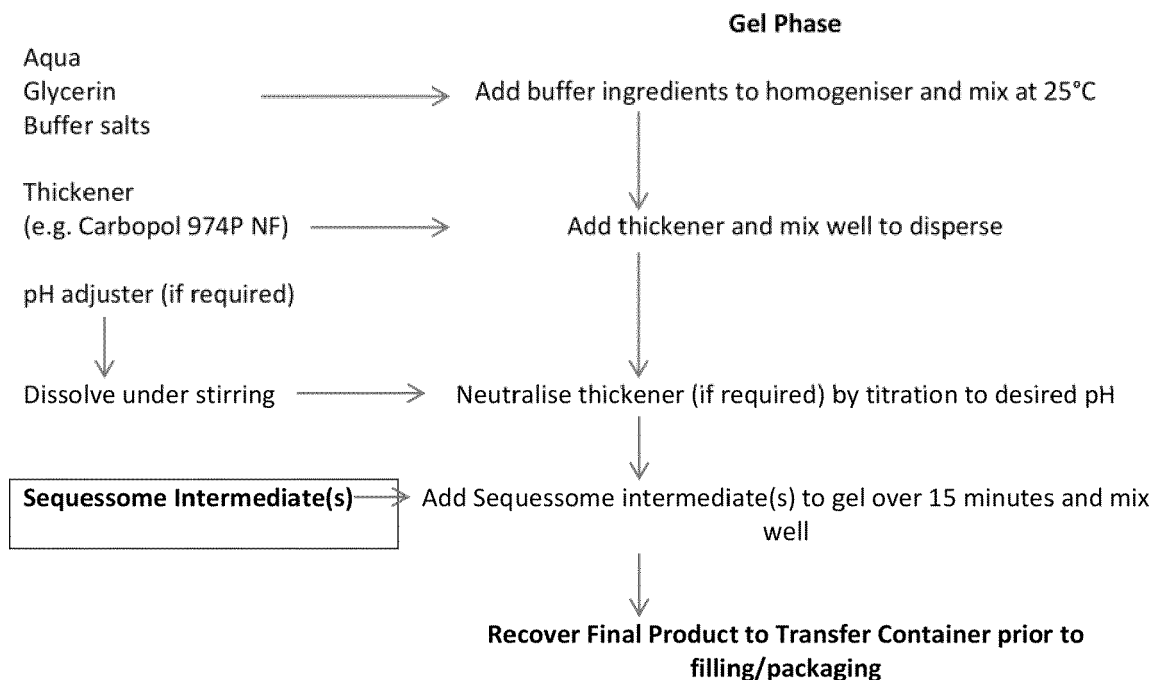 Gel Phase
Aqua
Glycerin
Buffer salts
Add buffer ingredients to homogeniser and mix at 25°C
Thickener
(e.g. Carbopol 974P NF)
Add thickener and mix well to disperse
pH adjuster (if required)
Dissolve under stirring
Neutralise thickener (if required) by titration to desired pH
Sequessome Intermediate(s)
Add Sequessome intermediate(s) to gel over 15 minutes and mix
well
Recover Final Product to Transfer Container prior to
filling/packaging